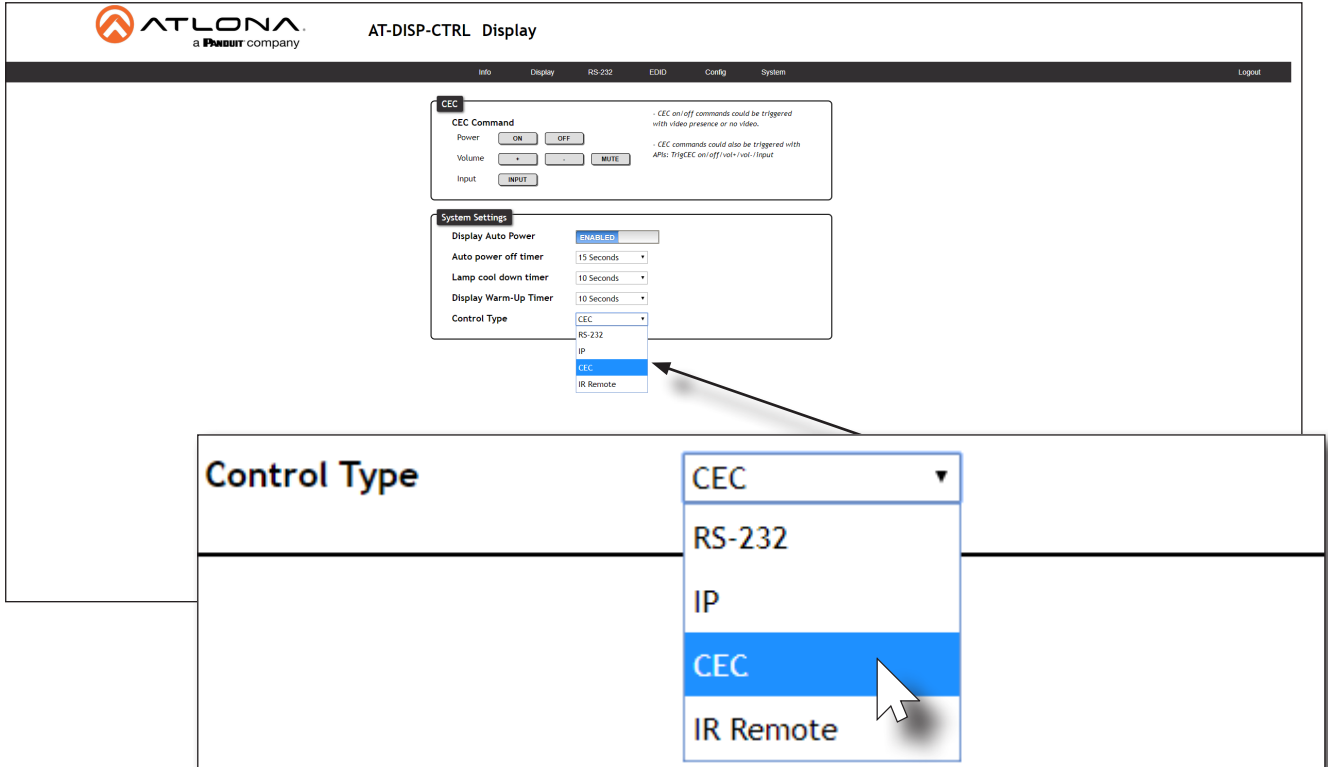 ATLONA.
a PANDUIT company
AT-DISP-CTRL Display
Info Display RS-232 EDID Config System Logout
CEC
CEC Command
Power ON OFF
Volume + - MUTE
Input INPUT
- CEC on/off commands could be triggered
with video presence or no video.
- CEC commands could also be triggered with
APIs: TrigCEC on/off/vol+/vol-/input
System Settings
Display Auto Power ENABLED
Auto power off timer 15 Seconds
Lamp cool down timer 10 Seconds
Display Warm-Up Timer 10 Seconds
Control Type CEC
RS-232
IP
CEC
IR Remote
Control Type CEC
RS-232
IP
CEC
IR Remote